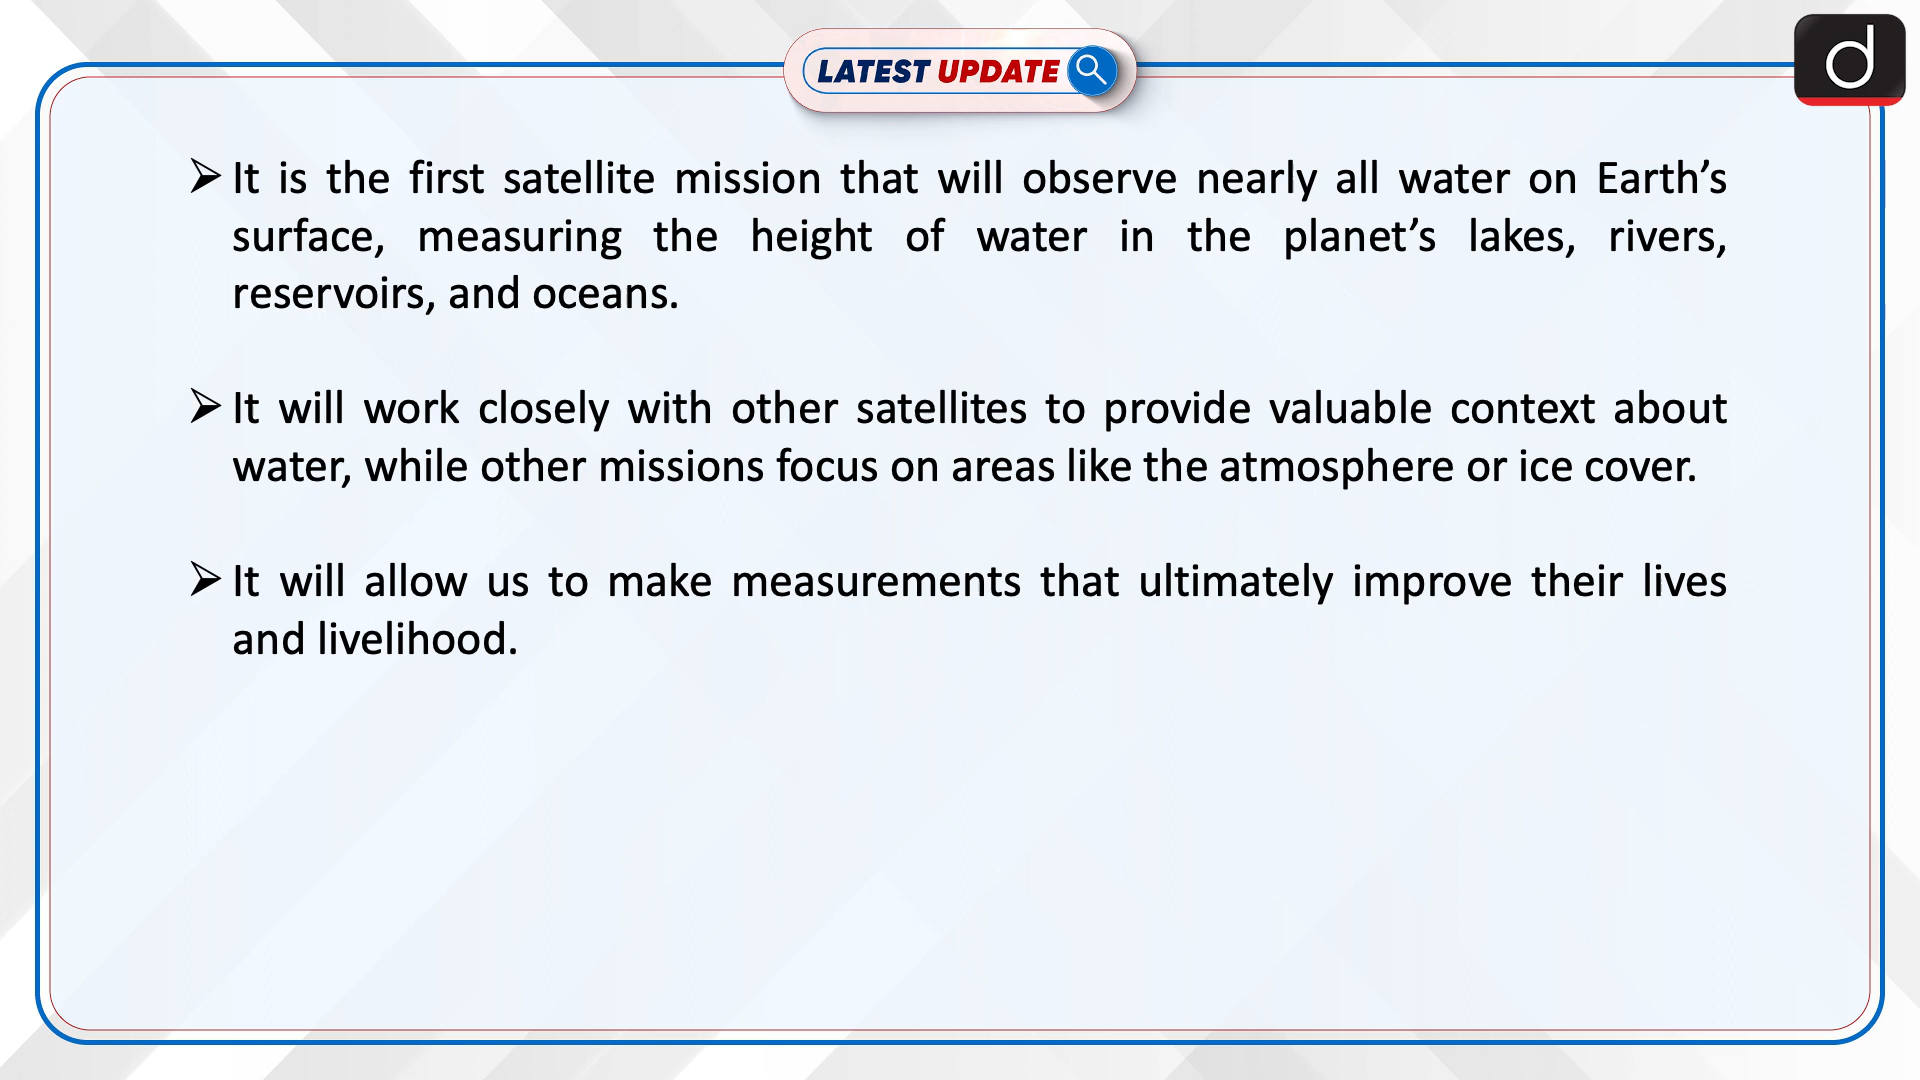 LATEST UPDATE
d
➢ It is the first satellite mission that will observe nearly all water on Earth’s
surface, measuring the height of water in the planet’s lakes, rivers,
reservoirs, and oceans.
➢ It will work closely with other satellites to provide valuable context about
water, while other missions focus on areas like the atmosphere or ice cover.
➢ It will allow us to make measurements that ultimately improve their lives
and livelihood.